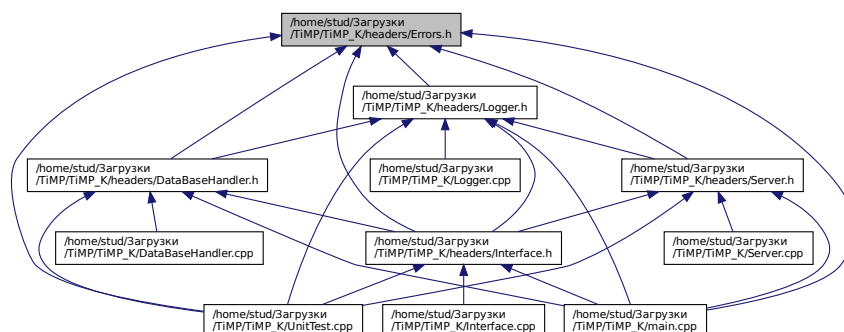 /home/stud/Загрузки
/TiMP/TiMP_K/headers/Errors.h
/home/stud/Загрузки
/TiMP/TiMP_K/headers/Logger.h
/home/stud/Загрузки
/TiMP/TiMP_K/headers/DataBaseHandler.h
/home/stud/Загрузки
/TiMP/TiMP_K/Logger.cpp
/home/stud/Загрузки
/TiMP/TiMP_K/headers/Server.h
/home/stud/Загрузки
/TiMP/TiMP_K/DataBaseHandler.cpp
/home/stud/Загрузки
/TiMP/TiMP_K/headers/Interface.h
/home/stud/Загрузки
/TiMP/TiMP_K/Server.cpp
/home/stud/Загрузки
/TiMP/TiMP_K/UnitTest.cpp
/home/stud/Загрузки
/TiMP/TiMP_K/Interface.cpp
/home/stud/Загрузки
/TiMP/TiMP_K/main.cpp